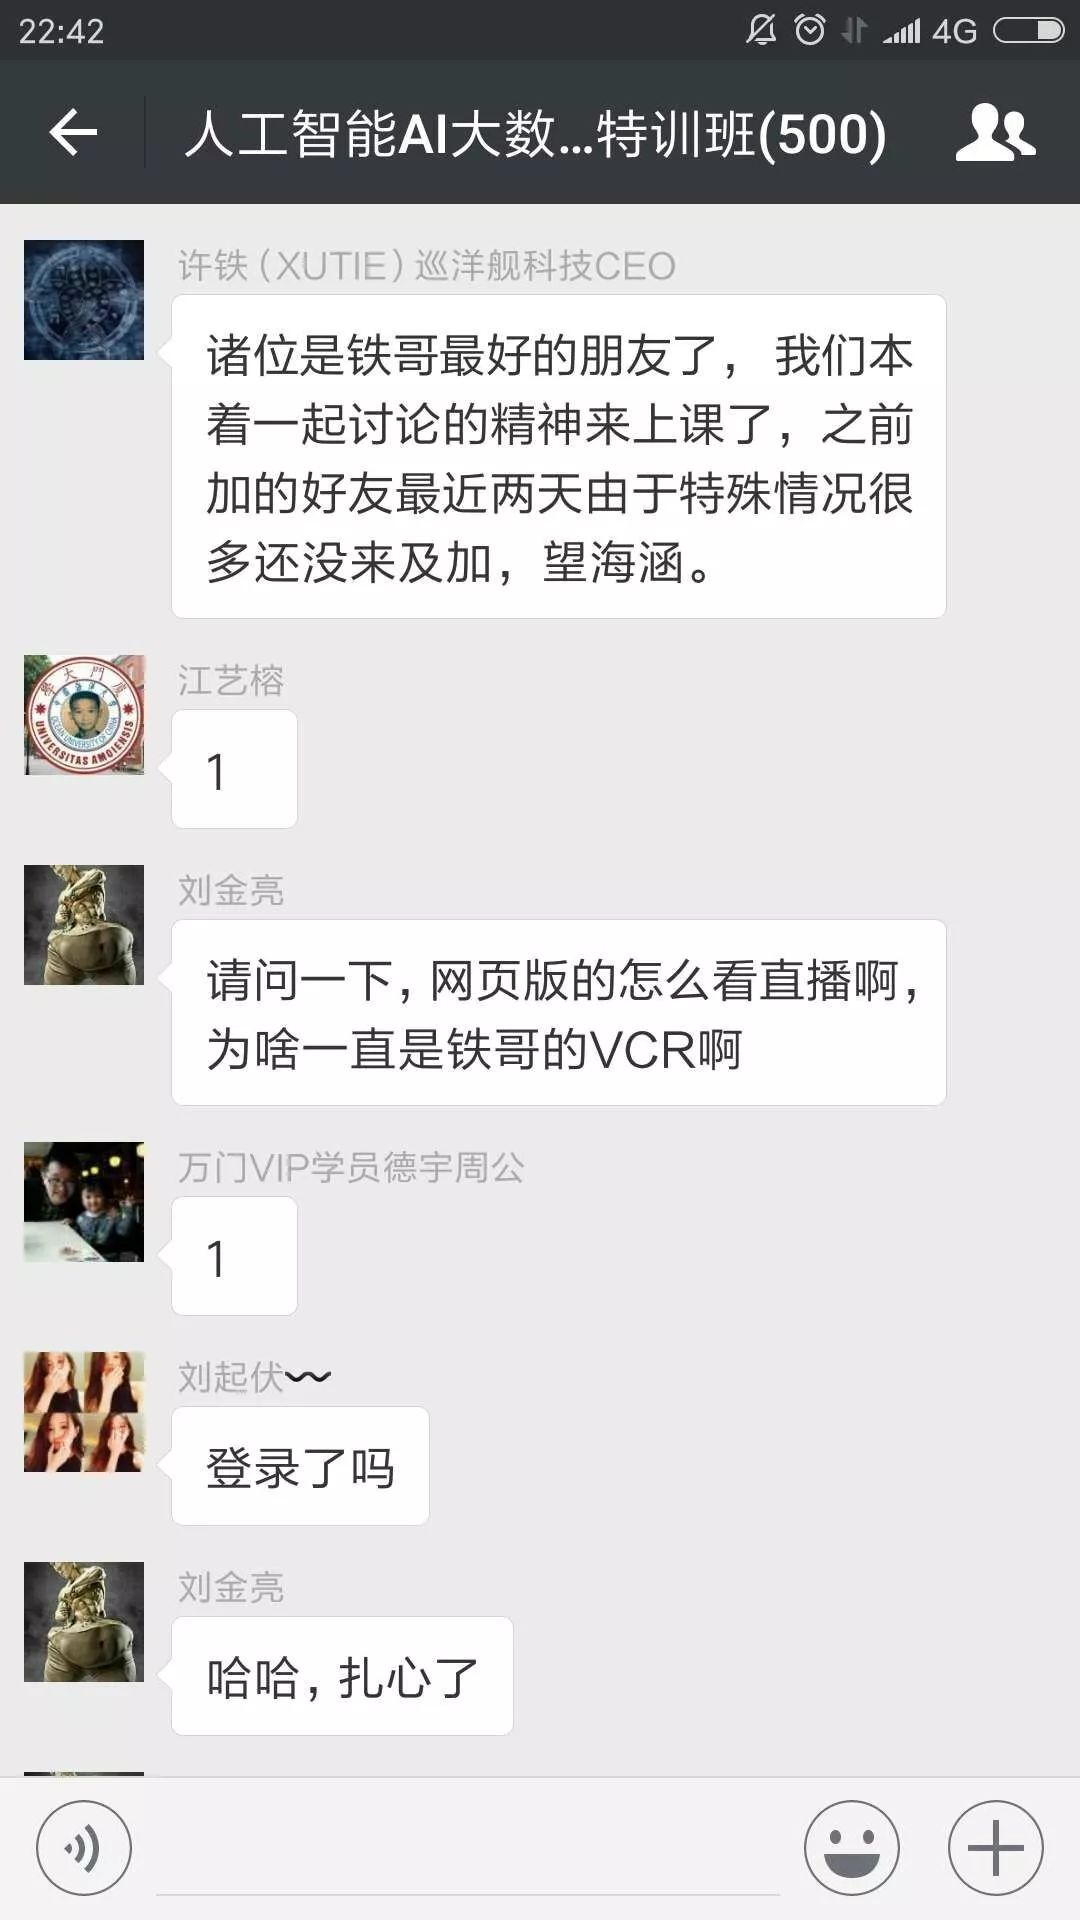 22:42 4G
人工智能AI大数...特训班(500)
许铁（XUTIE）巡洋舰科技CEO
诸位是铁哥最好的朋友了，我们本
着一起讨论的精神来上课了，之前
加的好友最近两天由于特殊情况很
多还没来及加，望海涵。
江艺榕
UNIVERSITAS AMOIENSIS
OCEAN UNIVERSITY OF CHINA
1
刘金亮
请问一下，网页版的怎么看直播啊，
为啥一直是铁哥的VCR啊
万门VIP学员德宇周公
1
刘起伏〰
登录了吗
刘金亮
哈哈，扎心了